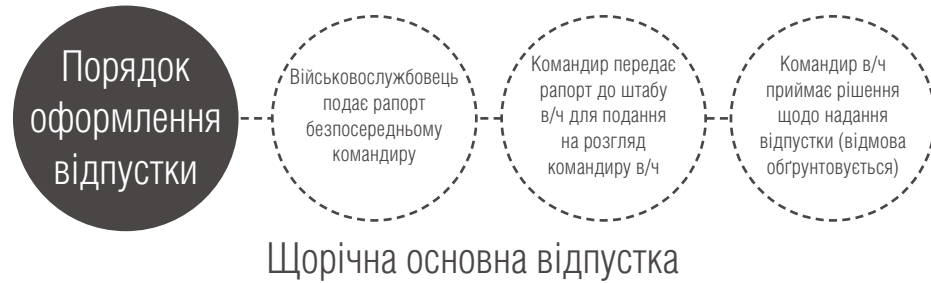 Порядок
оформлення
відпустки
Військовослужбовець
подає рапорт
безпосередньому
командиру
Командир передає
рапорт до штабу
в/ч для подання
на розгляд
командиру в/ч
Командир в/ч
приймає рішення
щодо надання
відпустки (відмова
обґрунтовується)
Щорічна основна відпустка